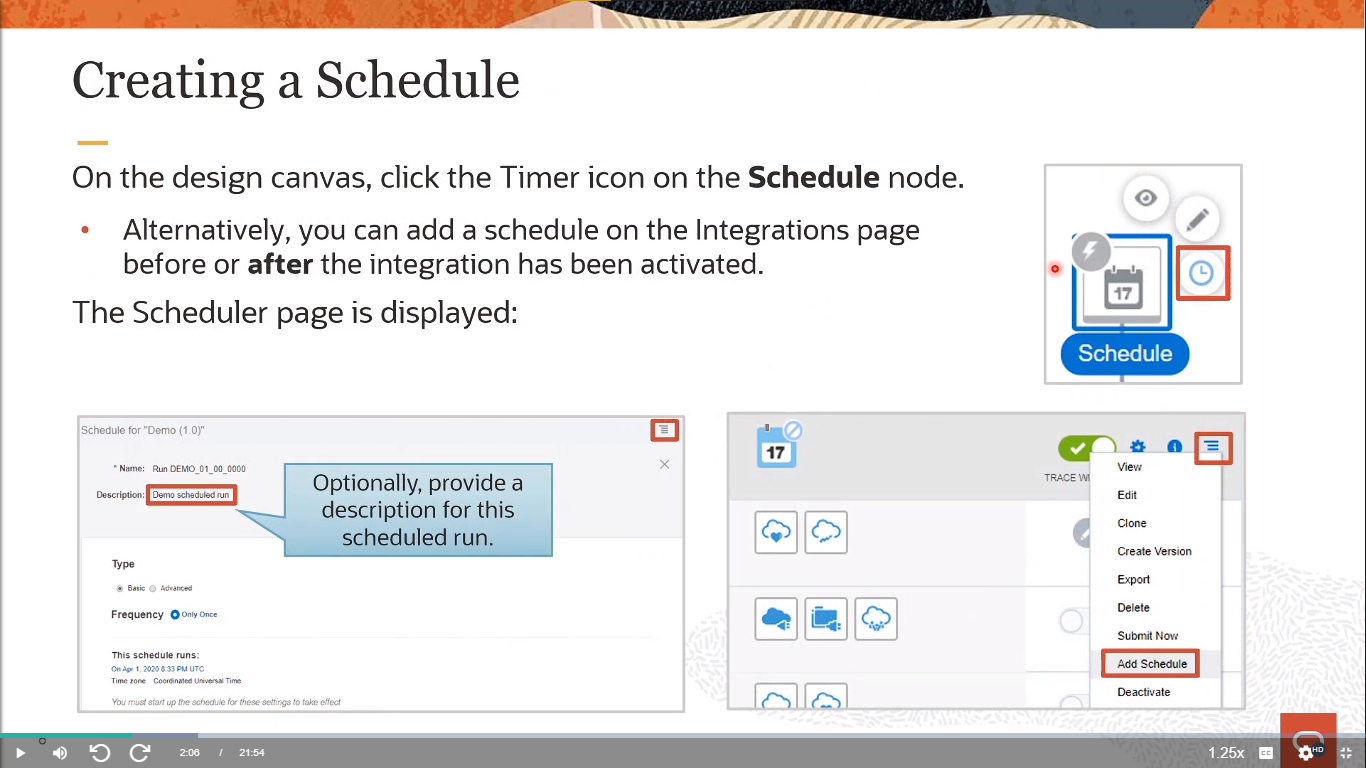 Creating a Schedule
On the design canvas, click the Timer icon on the Schedule node.
• Alternatively, you can add a schedule on the Integrations page
before or after the integration has been activated.
The Scheduler page is displayed:
17
Schedule
Schedule for "Demo (1.0)"
* Name: Run DEMO_01_00_0000
Description: Demo scheduled run
Optionally, provide a
description for this
scheduled run.
Type
Basic Advanced
Frequency Only Once
This schedule runs:
On Apr 1, 2020 8:33 PM UTC
Time zone Coordinated Universal Time
You must start up the schedule for these settings to take effect
17
TRACE
View
Edit
Clone
Create Version
Export
Delete
Submit Now
Add Schedule
Deactivate
2:06 / 21:54
1.25x
CC
HD